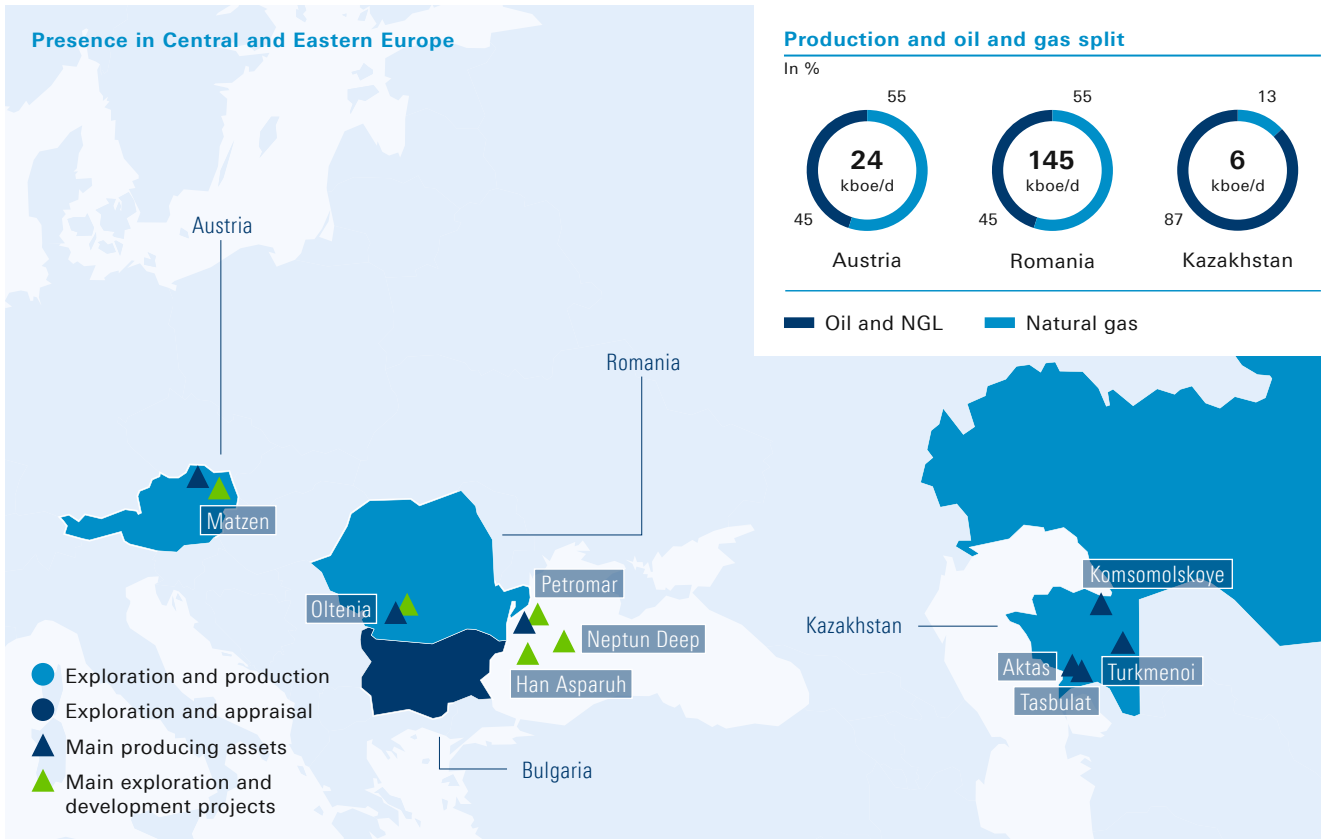 Presence in Central and Eastern Europe
Production and oil and gas split
In %
55
24
kboe/d
45
Austria
55
145
kboe/d
45
Romania
13
6
kboe/d
87
Kazakhstan
Oil and NGL
Natural gas
Austria
Romania
Matzen
Oltenia
Petromar
Neptun Deep
Han Asparuh
Bulgaria
Kazakhstan
Komsomolskoye
Aktas
Turkmenoi
Tasbulat
Exploration and production
Exploration and appraisal
Main producing assets
Main exploration and
development projects